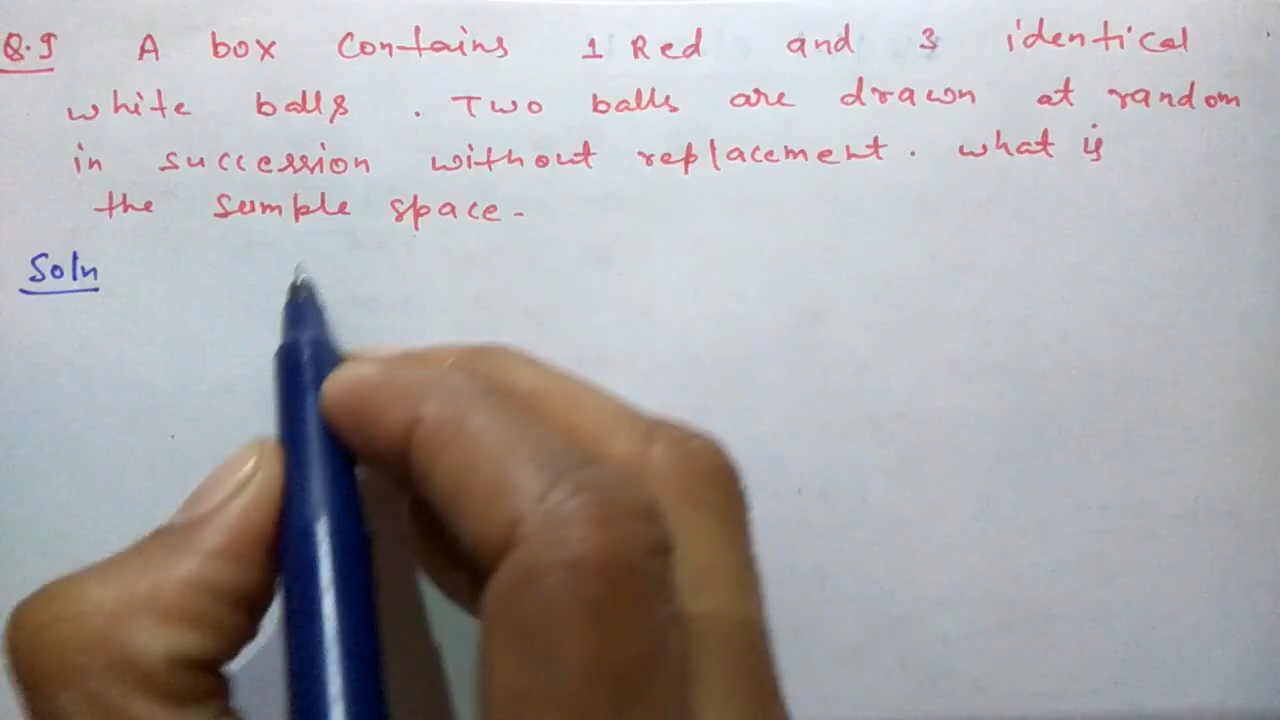 Q.9 A box contains 1 Red and 3 identical
white balls . Two balls are drawn at random
in succession without replacement. what is
the sample space.
Soln